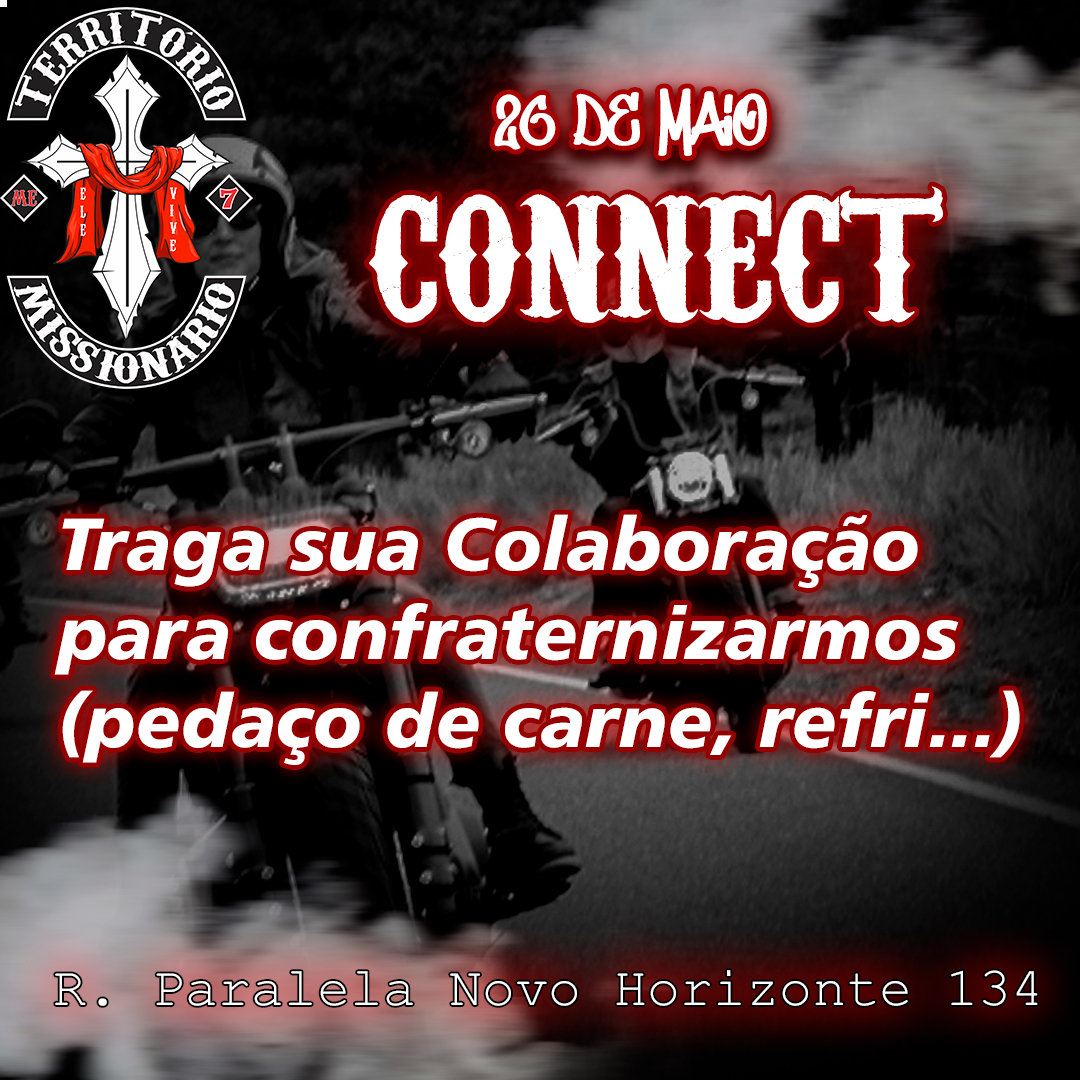 TERRITÓRIO
ME
ELE
VIVE
7
MISSIONÁRIO
26 DE MAIO
CONNECT
Traga sua Colaboração
para confraternizarmos
(pedaço de carne, refri...)
R. Paralela Novo Horizonte 134